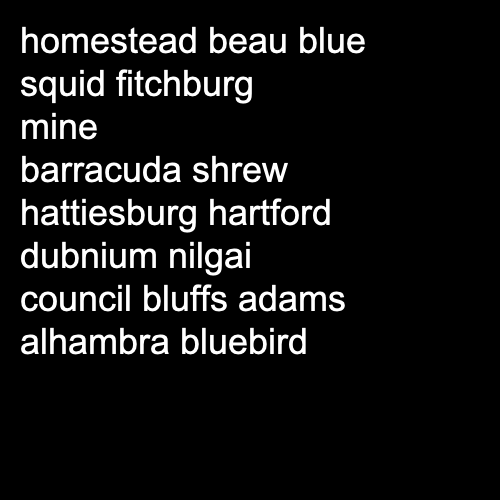 homestead beau blue
squid fitchburg
mine
barracuda shrew
hattiesburg hartford
dubnium nilgai
council bluffs adams
alhambra bluebird